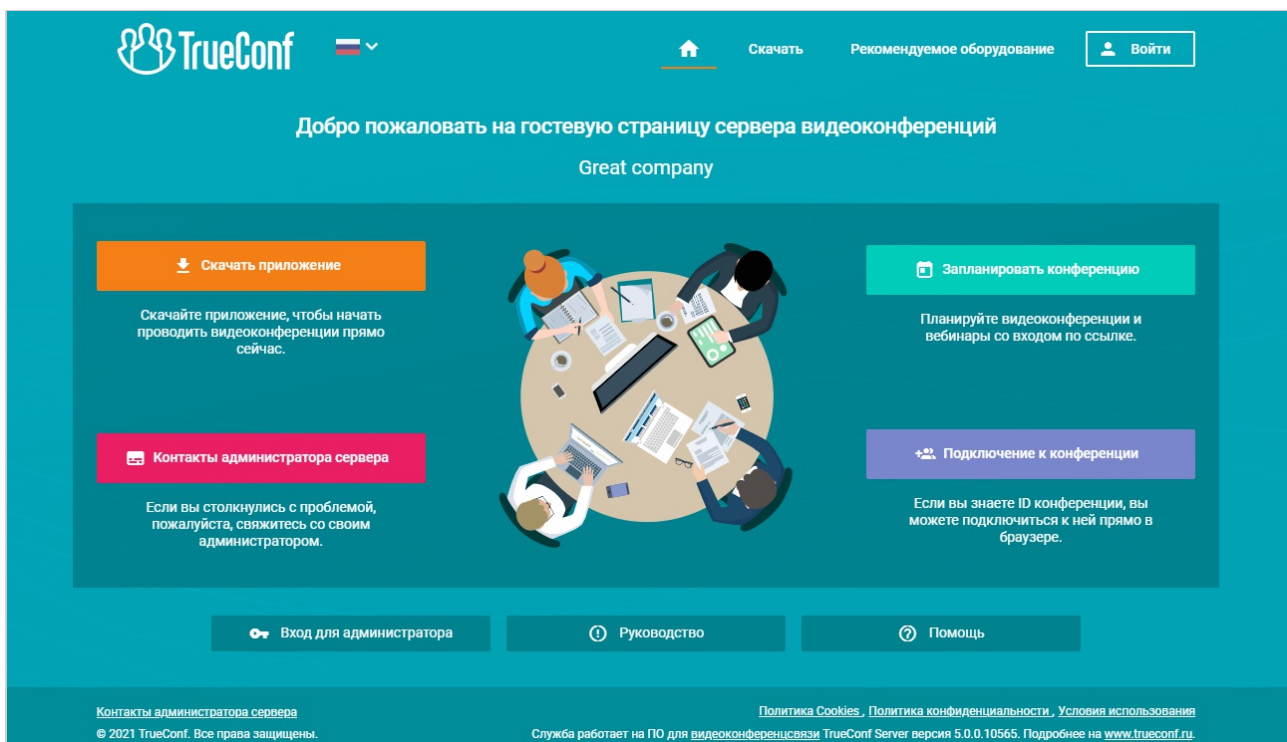 TrueConf
Скачать
Рекомендуемое оборудование
Войти
Добро пожаловать на гостевую страницу сервера видеоконференций
Great company
Скачать приложение
Скачайте приложение, чтобы начать
проводить видеоконференции прямо
сейчас.
Запланировать конференцию
Планируйте видеоконференции и
вебинары со входом по ссылке.
Контакты администратора сервера
Если вы столкнулись с проблемой,
пожалуйста, свяжитесь со своим
администратором.
Подключение к конференции
Если вы знаете ID конференции, вы
можете подключиться к ней прямо в
браузере.
Вход для администратора
Руководство
Помощь
Контакты администратора сервера
Политика Cookies , Политика конфиденциальности , Условия использования
© 2021 TrueConf. Все права защищены.
Служба работает на ПО для видеоконференцсвязи TrueConf Server версия 5.0.0.10565. Подробнее на www.trueconf.ru.